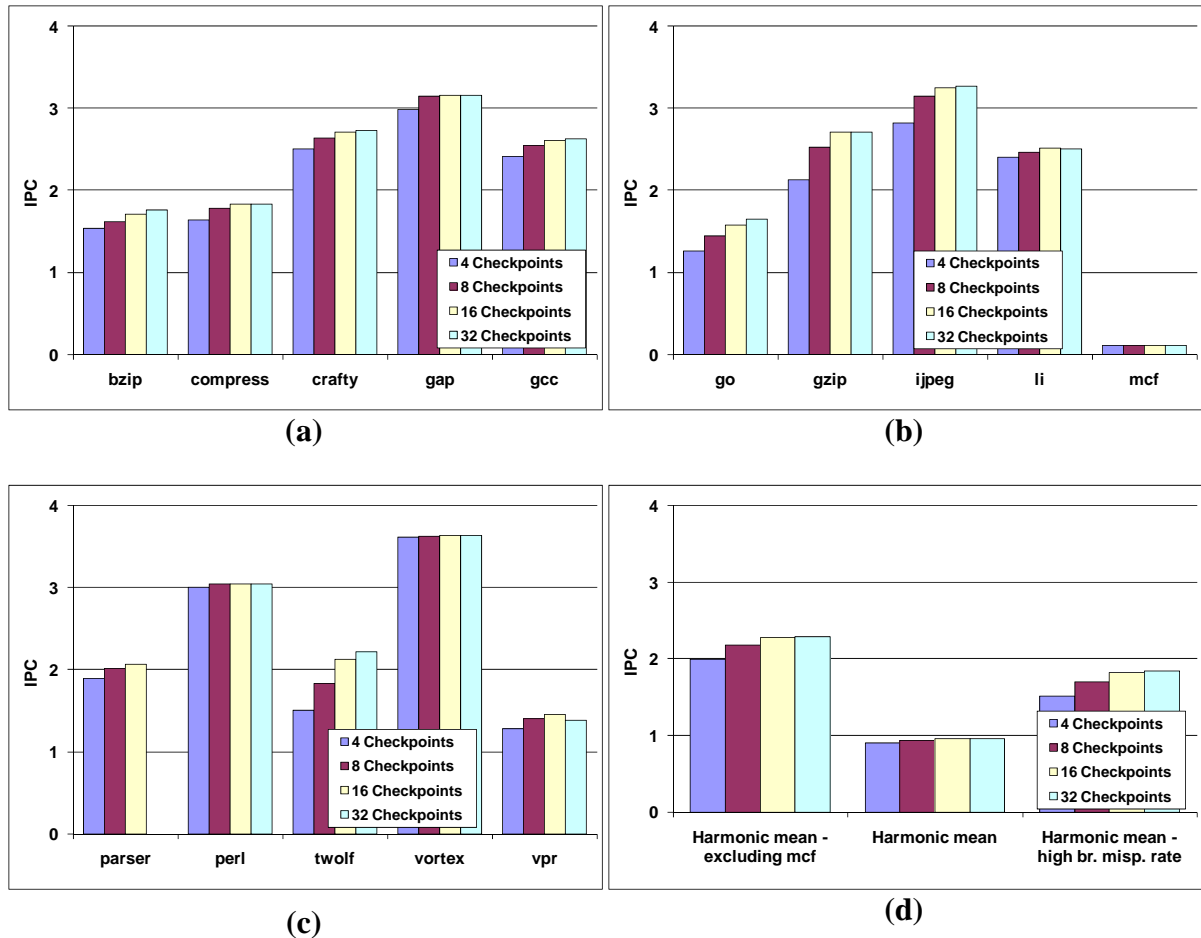 4
3
2
1
0
IPC
bzip compress crafty gap gcc
4 Checkpoints
8 Checkpoints
16 Checkpoints
32 Checkpoints
(a)
4
3
2
1
0
IPC
go gzip ijpeg li mcf
4 Checkpoints
8 Checkpoints
16 Checkpoints
32 Checkpoints
(b)
4
3
2
1
0
IPC
parser perl twolf vortex vpr
4 Checkpoints
8 Checkpoints
16 Checkpoints
32 Checkpoints
(c)
4
3
2
1
0
IPC
4 Checkpoints
8 Checkpoints
16 Checkpoints
32 Checkpoints
Harmonic mean -
excluding mcf
Harmonic mean
Harmonic mean -
high br. misp. rate
(d)